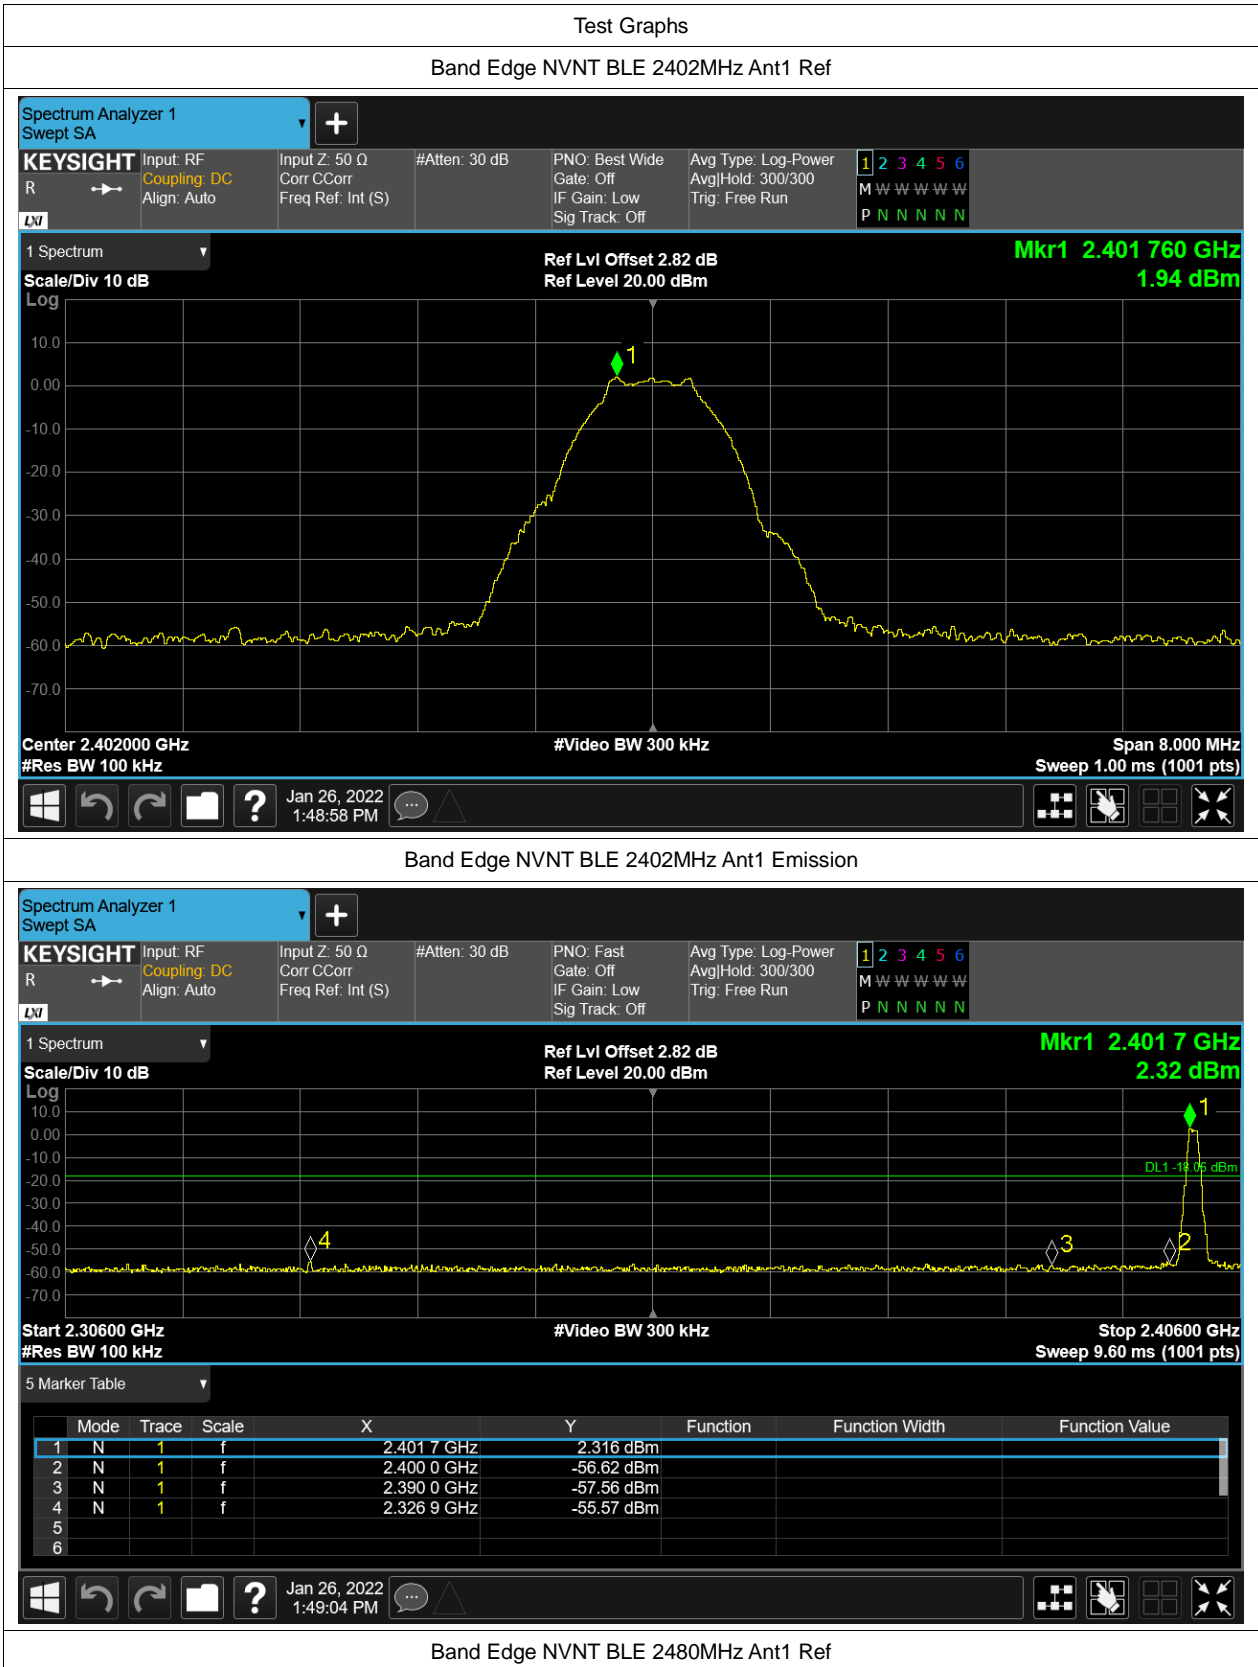 Test Graphs
Band Edge NVNT BLE 2402MHz Ant1 Ref
Spectrum Analyzer 1
Swept SA
KEYSIGHT Input: RF Input Z: 50 Ω #Atten: 30 dB PNO: Best Wide Avg Type: Log-Power 1 2 3 4 5 6
R Coupling: DC Corr CCorr Gate: Off Avg|Hold: 300/300 M W W W W W
Align: Auto Freq Ref: Int (S) IF Gain: Low Trig: Free Run
LXI Sig Track: Off P N N N N N
1 Spectrum Ref Lvl Offset 2.82 dB Mkr1 2.401 760 GHz
Scale/Div 10 dB Ref Level 20.00 dBm 1.94 dBm
Log
10.0
1
0.00
-10.0
-20.0
-30.0
-40.0
-50.0
-60.0
-70.0
Center 2.402000 GHz #Video BW 300 kHz Span 8.000 MHz
#Res BW 100 kHz Sweep 1.00 ms (1001 pts)
? Jan 26, 2022
1:48:58 PM
Band Edge NVNT BLE 2402MHz Ant1 Emission
Spectrum Analyzer 1
Swept SA
KEYSIGHT Input: RF Input Z: 50 Ω #Atten: 30 dB PNO: Fast Avg Type: Log-Power 1 2 3 4 5 6
R Coupling: DC Corr CCorr Gate: Off Avg|Hold: 300/300 M W W W W W
Align: Auto Freq Ref: Int (S) IF Gain: Low Trig: Free Run
LXI Sig Track: Off P N N N N N
1 Spectrum Ref Lvl Offset 2.82 dB Mkr1 2.401 7 GHz
Scale/Div 10 dB Ref Level 20.00 dBm 2.32 dBm
Log
10.0 1
0.00
-10.0 DL1 -18.06 dBm
-20.0
-30.0
-40.0 4 3 2
-50.0
-60.0
-70.0
Start 2.30600 GHz #Video BW 300 kHz Stop 2.40600 GHz
#Res BW 100 kHz Sweep 9.60 ms (1001 pts)
5 Marker Table
Mode Trace Scale X Y Function Function Width Function Value
1 N 1 f 2.401 7 GHz 2.316 dBm
2 N 1 f 2.400 0 GHz -56.62 dBm
3 N 1 f 2.390 0 GHz -57.56 dBm
4 N 1 f 2.326 9 GHz -55.57 dBm
5
6
? Jan 26, 2022
1:49:04 PM
Band Edge NVNT BLE 2480MHz Ant1 Ref